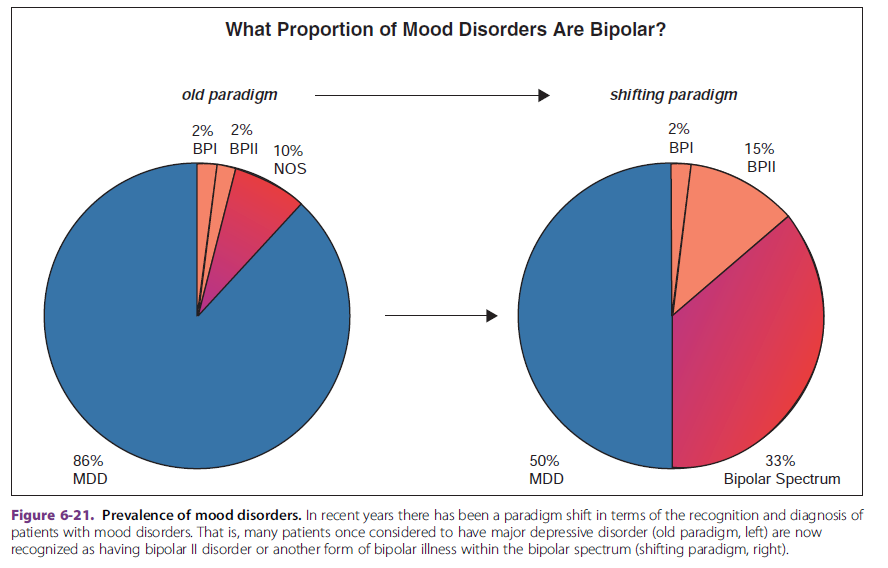 What Proportion of Mood Disorders Are Bipolar?
old paradigm
shifting paradigm
2%
BPI
2%
BPII
10%
NOS
86%
MDD
2%
BPI
15%
BPII
50%
MDD
33%
Bipolar Spectrum
Figure 6-21. Prevalence of mood disorders. In recent years there has been a paradigm shift in terms of the recognition and diagnosis of
patients with mood disorders. That is, many patients once considered to have major depressive disorder (old paradigm, left) are now
recognized as having bipolar II disorder or another form of bipolar illness within the bipolar spectrum (shifting paradigm, right).